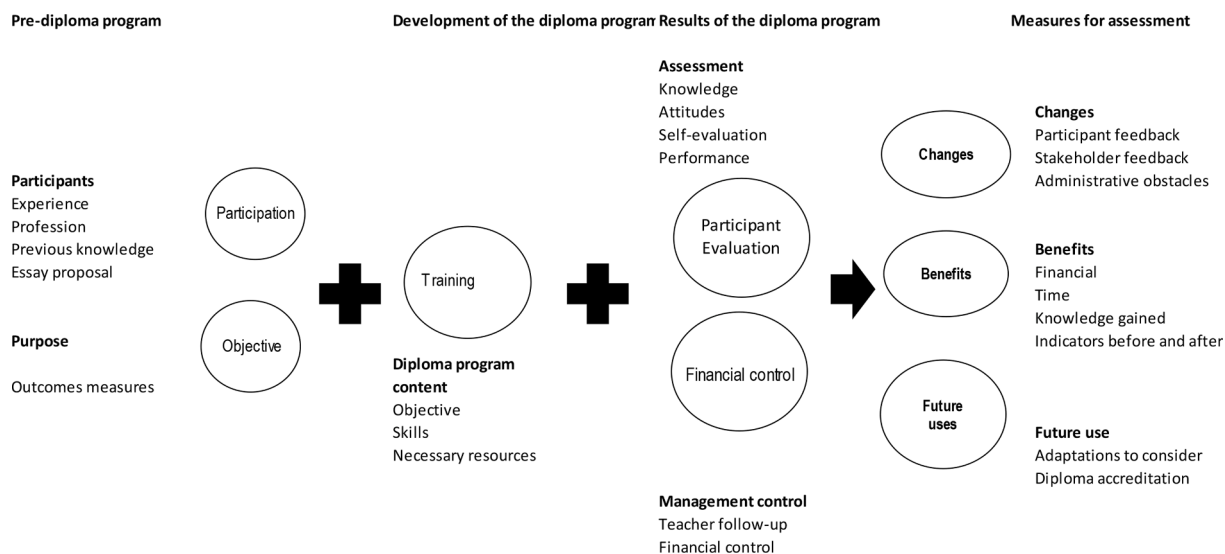 Pre-diploma program
Development of the diploma program
Results of the diploma program
Measures for assessment
Participants
Experience
Profession
Previous knowledge
Essay proposal
Participation
Purpose
Outcomes measures
Objective
Training
Diploma program
content
Objective
Skills
Necessary resources
Assessment
Knowledge
Attitudes
Self-evaluation
Performance
Participant
Evaluation
Financial control
Management control
Teacher follow-up
Financial control
Changes
Changes
Participant feedback
Stakeholder feedback
Administrative obstacles
Benefits
Benefits
Financial
Time
Knowledge gained
Indicators before and after
Future
uses
Future use
Adaptations to consider
Diploma accreditation